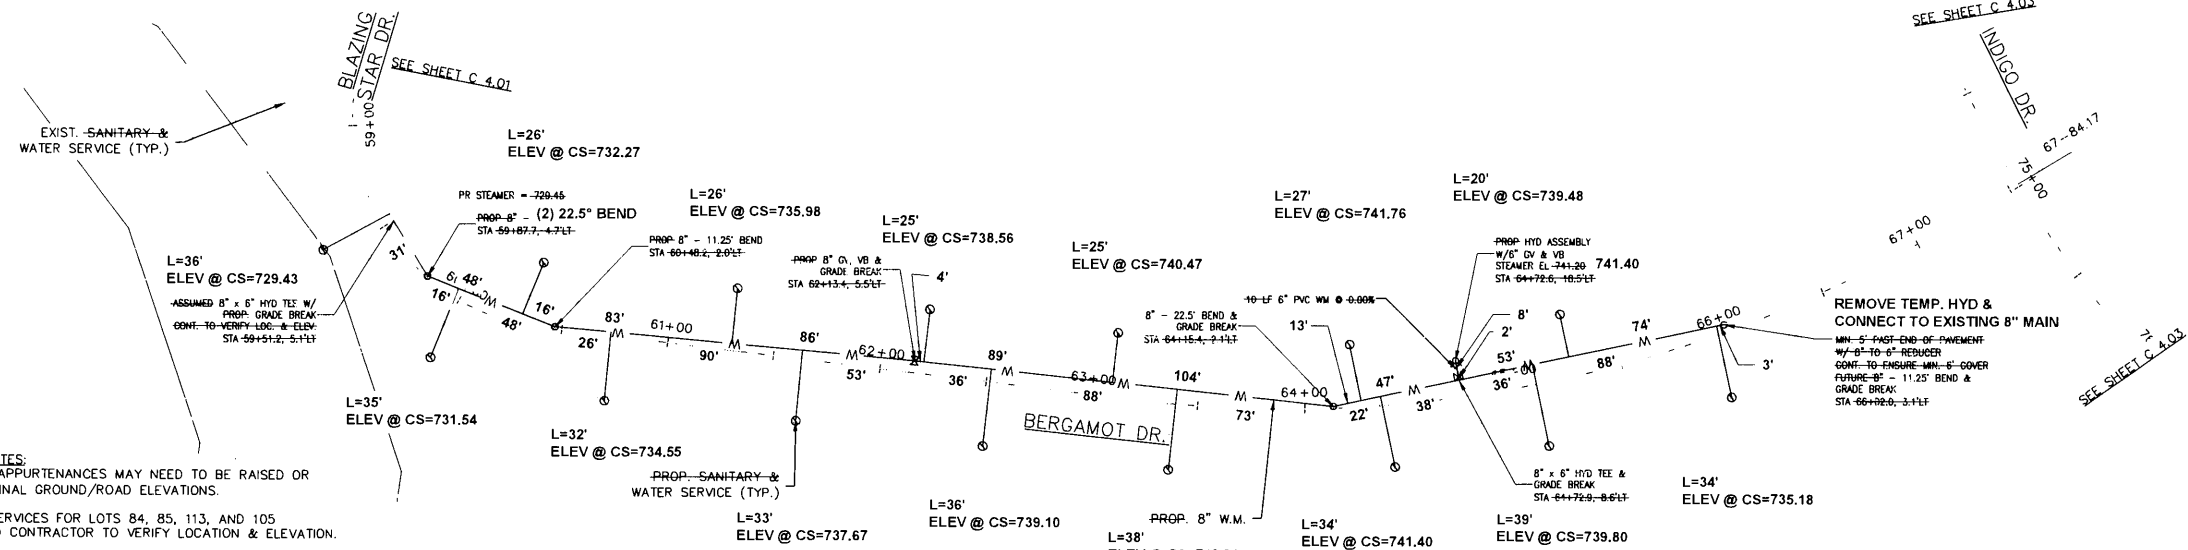 BLAZING
STAR DR.
SEE SHEET C 4.01
59+00
EXIST. SANITARY &
WATER SERVICE (TYP.)
L=26'
ELEV @ CS=732.27
PR STEAMER = 729.45
PROP 8" - (2) 22.5° BEND
STA 59+87.7, 4.7'LT
L=26'
ELEV @ CS=735.98
PROP 8" - 11.25' BEND
STA 60+48.2, 2.0'LT
L=25'
ELEV @ CS=738.56
PROP 8" GV, VB &
GRADE BREAK
STA 62+13.4, 5.5'LT
4'
L=25'
ELEV @ CS=740.47
L=27'
ELEV @ CS=741.76
L=20'
ELEV @ CS=739.48
PROP HYD ASSEMBLY
W/6" GV & VB
STEAMER EL 741.20 741.40
STA 64+72.6, 18.5'LT
10 LF 6" PVC WM @ 0.00%
8" - 22.5' BEND &
GRADE BREAK
13'
8'
2'
SEE SHEET C 4.03
INDIGO DR.
67+84.17
75+00
67+00
SEE SHEET C 4.03
REMOVE TEMP. HYD &
CONNECT TO EXISTING 8" MAIN
MIN. 5' PAST END OF PAVEMENT
W/ 8" TO 6" REDUCER
CONT. TO ENSURE MIN. 6' COVER
FUTURE 8" - 11.25' BEND &
GRADE BREAK
STA 66+02.0, 3.1'LT
3'
L=36'
ELEV @ CS=729.43
ASSUMED 8" x 6" HYD TEE W/
PROP. GRADE BREAK
CONT. TO VERIFY LOC. & ELEV.
STA 59+51.2, 5.1'LT
31'
48'
16'
16'
48'
83'
26'
61+00
90'
86'
53'
62+00
89'
36'
63+00
88'
104'
73'
64+00
47'
22'
38'
53'
36'
74'
88'
66+00
BERGAMOT DR.
L=35'
ELEV @ CS=731.54
L=32'
ELEV @ CS=734.55
PROP. SANITARY &
WATER SERVICE (TYP.)
L=33'
ELEV @ CS=737.67
L=36'
ELEV @ CS=739.10
L=38'
PROP. 8" W.M.
L=34'
ELEV @ CS=741.40
8" x 6" HYD TEE &
GRADE BREAK
STA 64+72.9, 8.6'LT
L=39'
ELEV @ CS=739.80
L=34'
ELEV @ CS=735.18
TES:
APPURTENANCES MAY NEED TO BE RAISED OR
INAL GROUND/ROAD ELEVATIONS.
ERVICES FOR LOTS 84, 85, 113, AND 105
CONTRACTOR TO VERIFY LOCATION & ELEVATION.